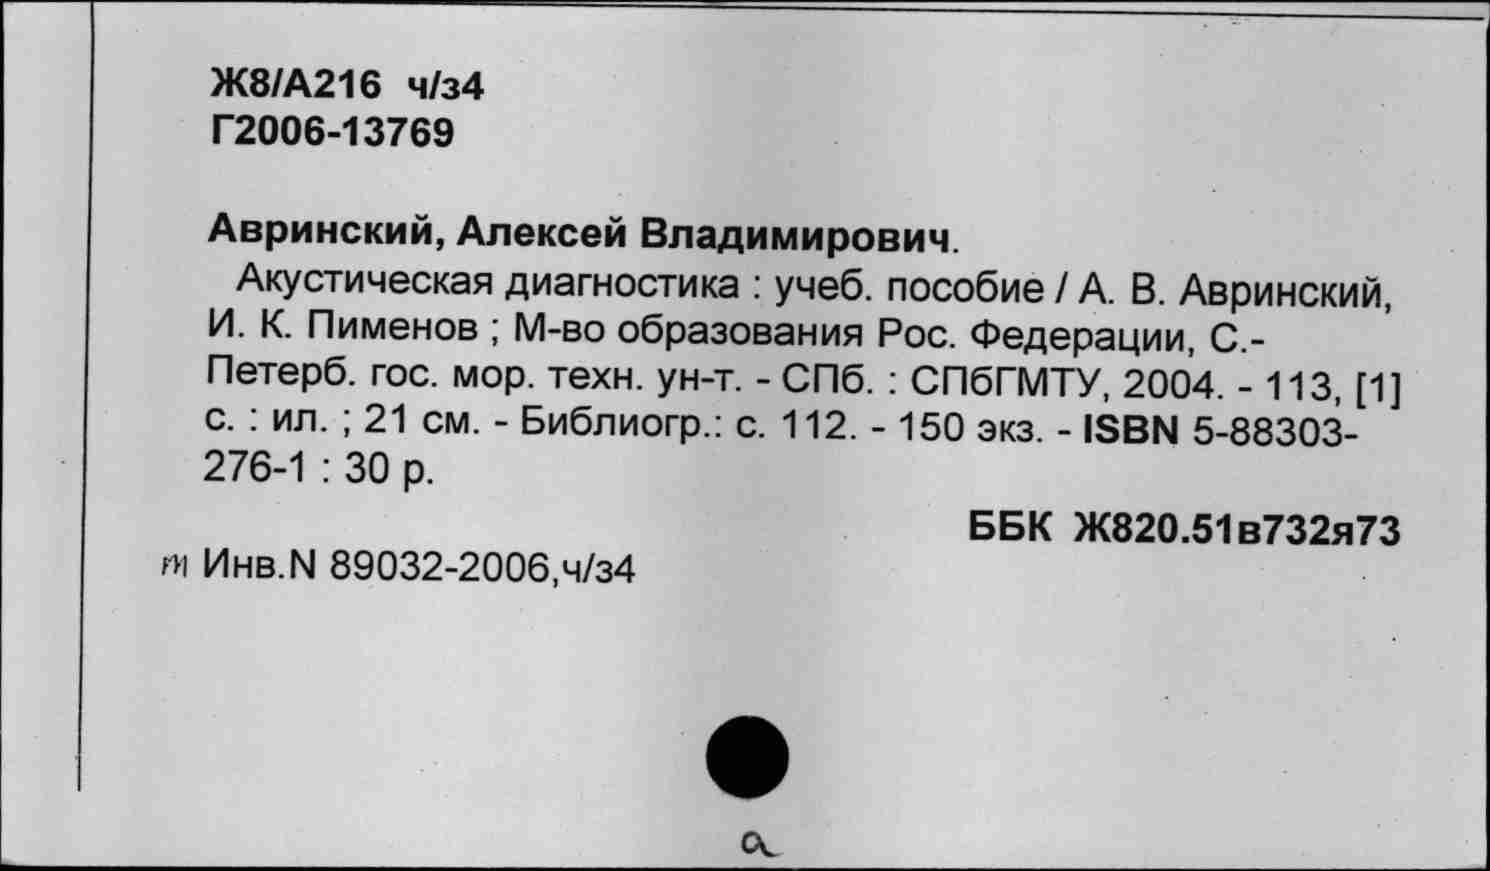 Ж8/А216 ч/з4
Г2006-13769
Авринский, Алексей Владимирович.
Акустическая диагностика : учеб. пособие / А. В. Авринский,
И. К. Пименов ; М-во образования Рос. Федерации, С.-
Петерб. гос. мор. техн. ун-т. - СПб. : СПбГМТУ, 2004. - 113, [1]
с. : ил. ; 21 см. - Библиогр.: с. 112. - 150 экз. - ISBN 5-88303-
276-1 : 30 р.
ББК Ж820.51в732я73
Инв.N 89032-2006,ч/з4
а